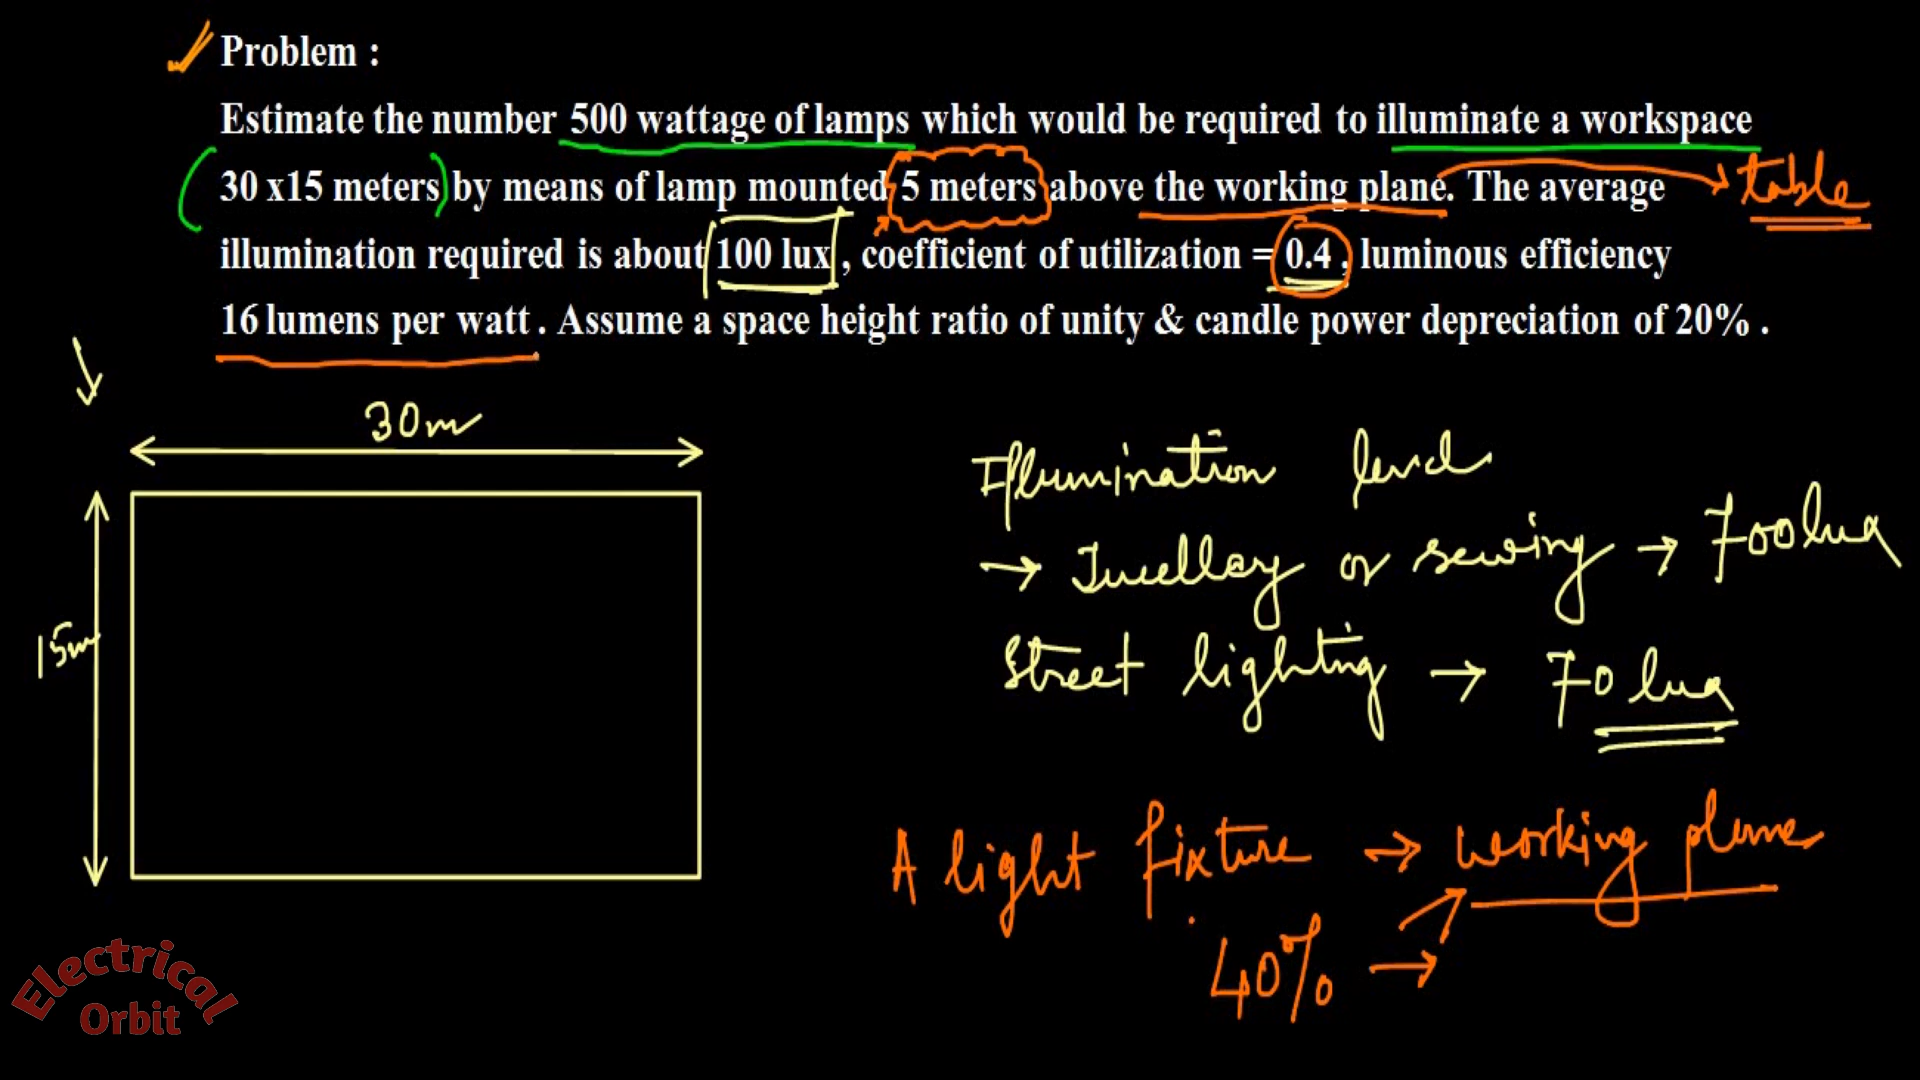 Problem :
Estimate the number 500 wattage of lamps which would be required to illuminate a workspace
30 x15 meters by means of lamp mounted 5 meters above the working plane. The average
table
illumination required is about 100 lux , coefficient of utilization = 0.4 , luminous efficiency
16 lumens per watt . Assume a space height ratio of unity & candle power depreciation of 20% .
30m
15m
Illumination level
→ Juwellary or sewing → 700 lux
Street lighting → 70 lux
A light fixture → working plane
40% →
Electrical
Orbit